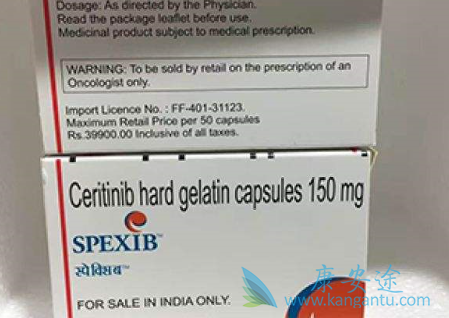 Dosage: As directed by the Physician.
Read the package leaflet before use.
Medicinal product subject to medical prescription.
WARNING: To be sold by retail on the prescription of an
Oncologist only.
Import Licence No. : FF-401-31123.
Maximum Retail Price per 50 capsules
Rs.39900.00 Inclusive of all taxes.
Ceritinib hard gelatin capsules 150 mg
SPEXIB™
स्पेक्सिब™
FOR SALE IN INDIA ONLY.
康安途
www.kangantu.com